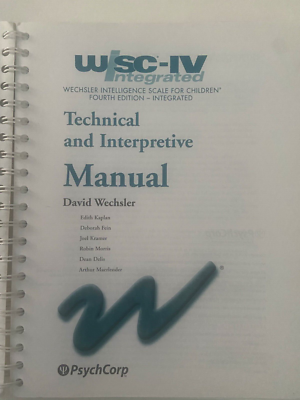 WISC-IV
Integrated
WECHSLER INTELLIGENCE SCALE FOR CHILDREN®
FOURTH EDITION – INTEGRATED
Technical
and Interpretive
Manual
David Wechsler
Edith Kaplan
Deborah Fein
Joel Kramer
Robin Morris
Dean Delis
Arthur Maerlender
PsychCorp